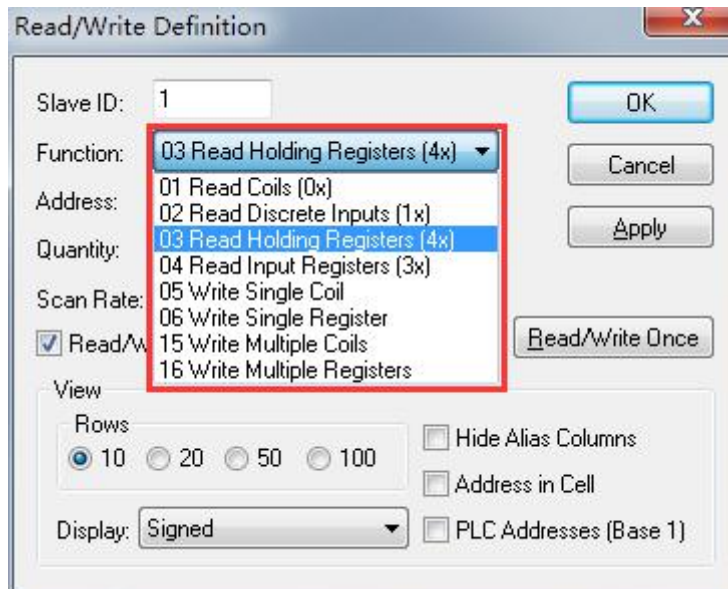 Read/Write Definition
Slave ID: 1
OK
Function: 03 Read Holding Registers (4x)
Cancel
01 Read Coils (0x)
Address:
02 Read Discrete Inputs (1x)
Apply
03 Read Holding Registers (4x)
Quantity:
04 Read Input Registers (3x)
Scan Rate:
05 Write Single Coil
06 Write Single Register
Read/W
15 Write Multiple Coils
Read/Write Once
16 Write Multiple Registers
View
Rows
10 20 50 100
Hide Alias Columns
Address in Cell
Display: Signed
PLC Addresses (Base 1)